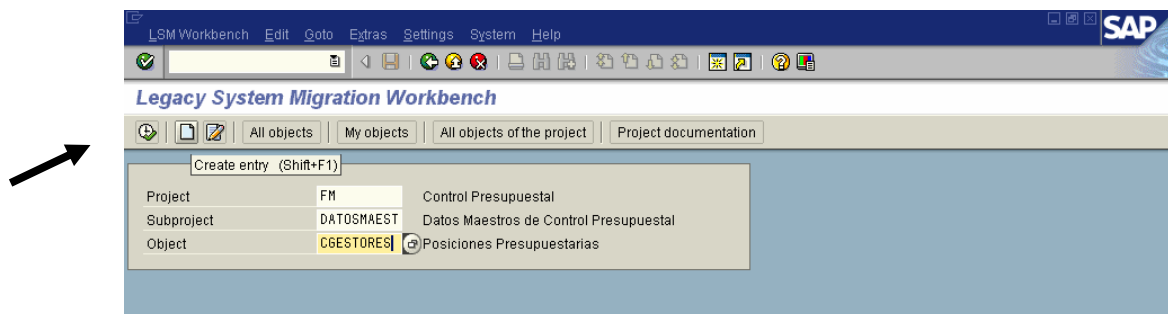 LSM Workbench Edit Goto Extras Settings System Help
SAP
Legacy System Migration Workbench
All objects My objects All objects of the project Project documentation
Create entry (Shift+F1)
Project FM Control Presupuestal
Subproject DATOSMAEST Datos Maestros de Control Presupuestal
Object CGESTORES Posiciones Presupuestarias